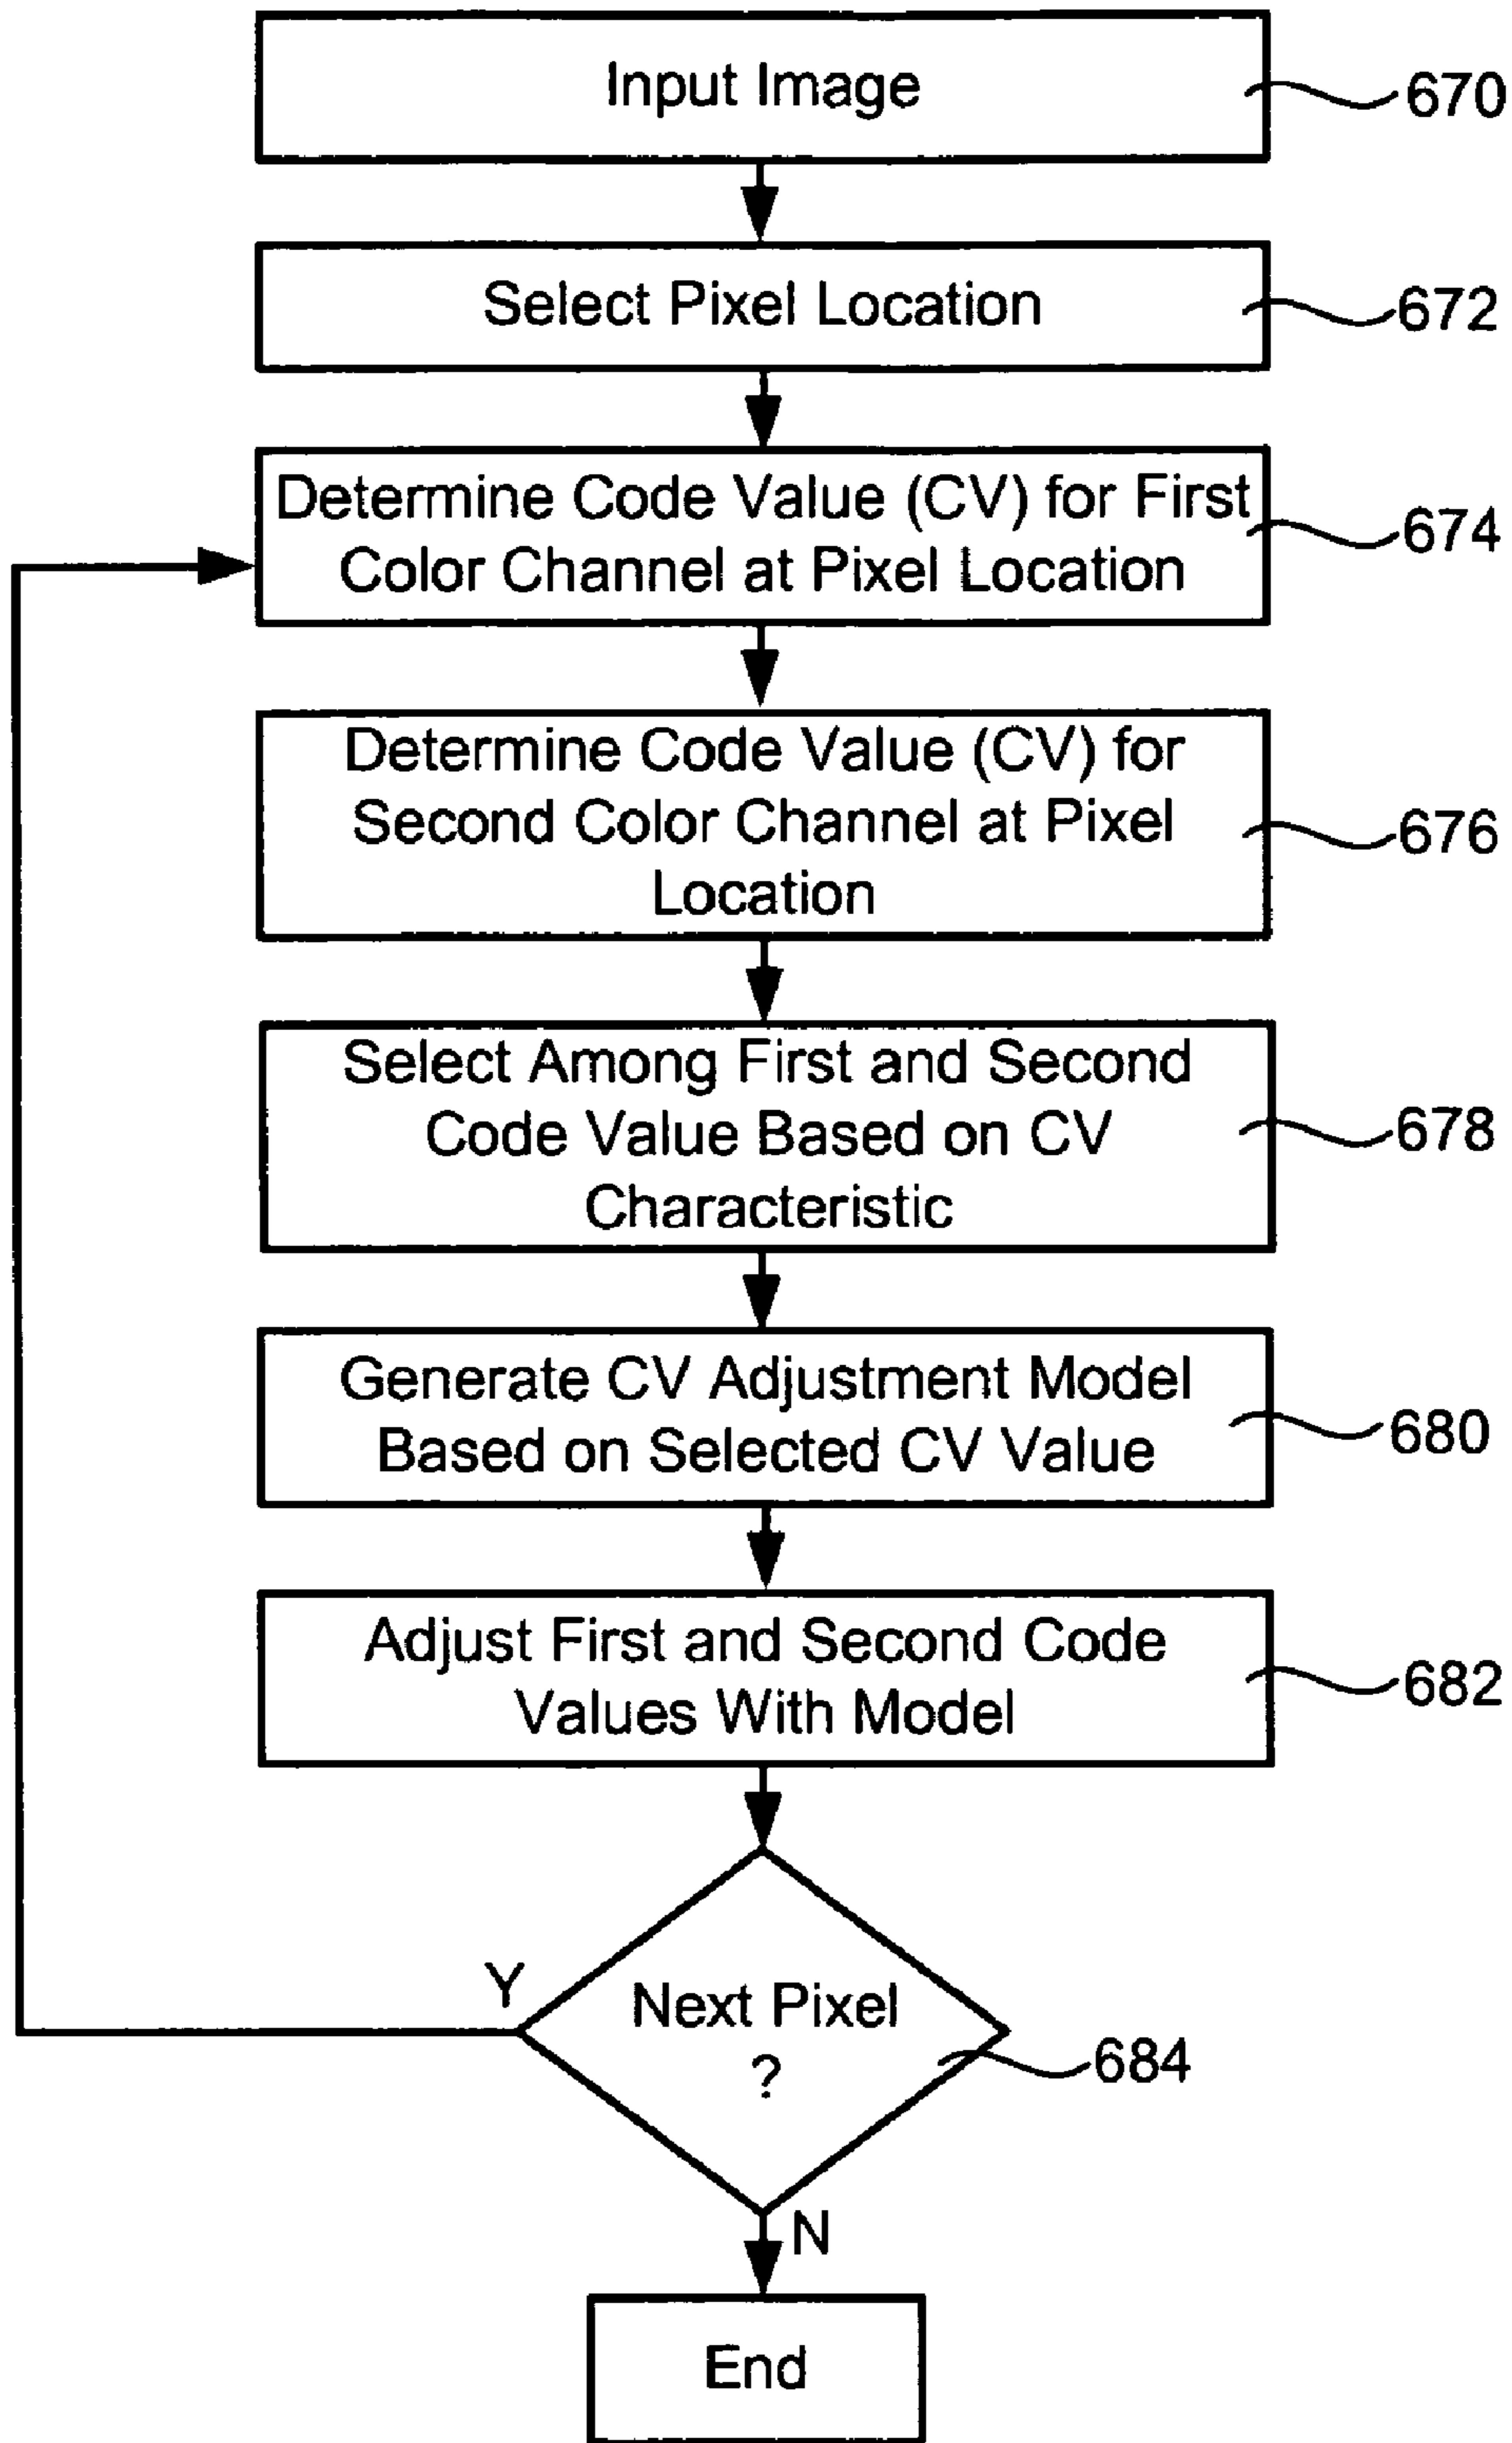 Input Image
670
Select Pixel Location
672
Determine Code Value (CV) for First
Color Channel at Pixel Location
674
Determine Code Value (CV) for
Second Color Channel at Pixel
Location
676
Select Among First and Second
Code Value Based on CV
Characteristic
678
Generate CV Adjustment Model
Based on Selected CV Value
680
Adjust First and Second Code
Values With Model
682
Y
Next Pixel
?
684
N
End